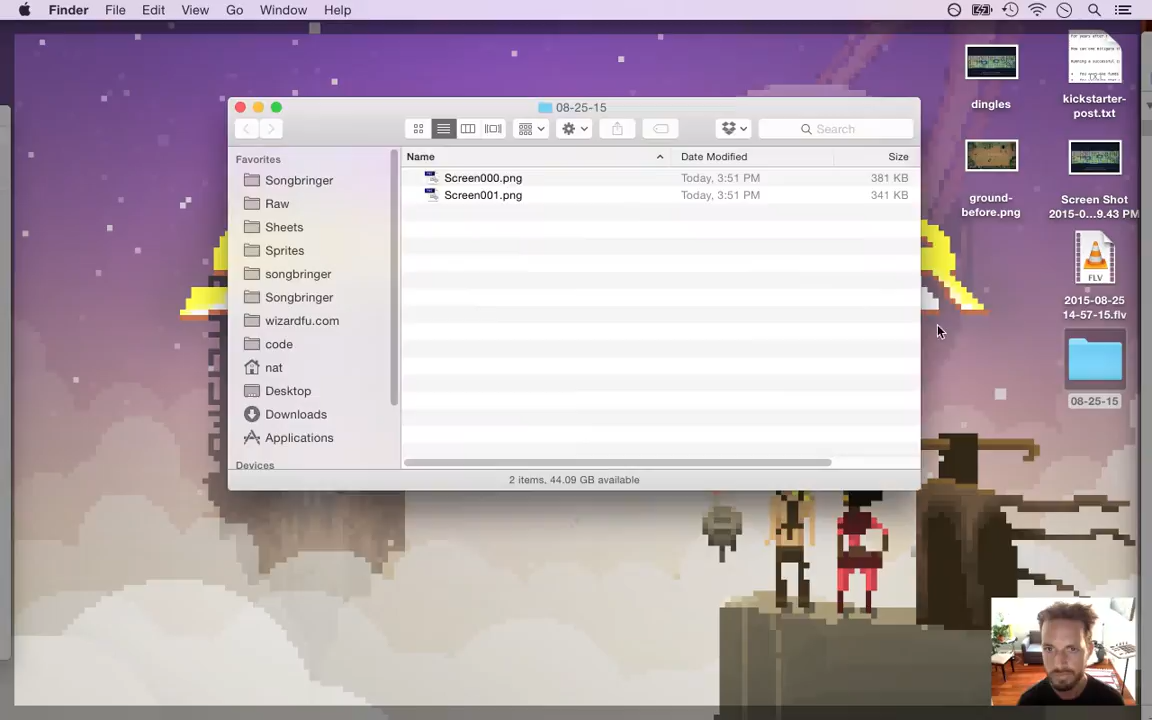 Finder File Edit View Go Window Help
dingles
kickstarter-
post.txt
ground-
before.png
Screen Shot
2015-0...9.43 PM
FLV
2015-08-25
14-57-15.flv
08-25-15
08-25-15
Search
Favorites
Songbringer
Raw
Sheets
Sprites
songbringer
Songbringer
wizardfu.com
code
nat
Desktop
Downloads
Applications
Devices
Name Date Modified Size
Screen000.png Today, 3:51 PM 381 KB
Screen001.png Today, 3:51 PM 341 KB
2 items, 44.09 GB available